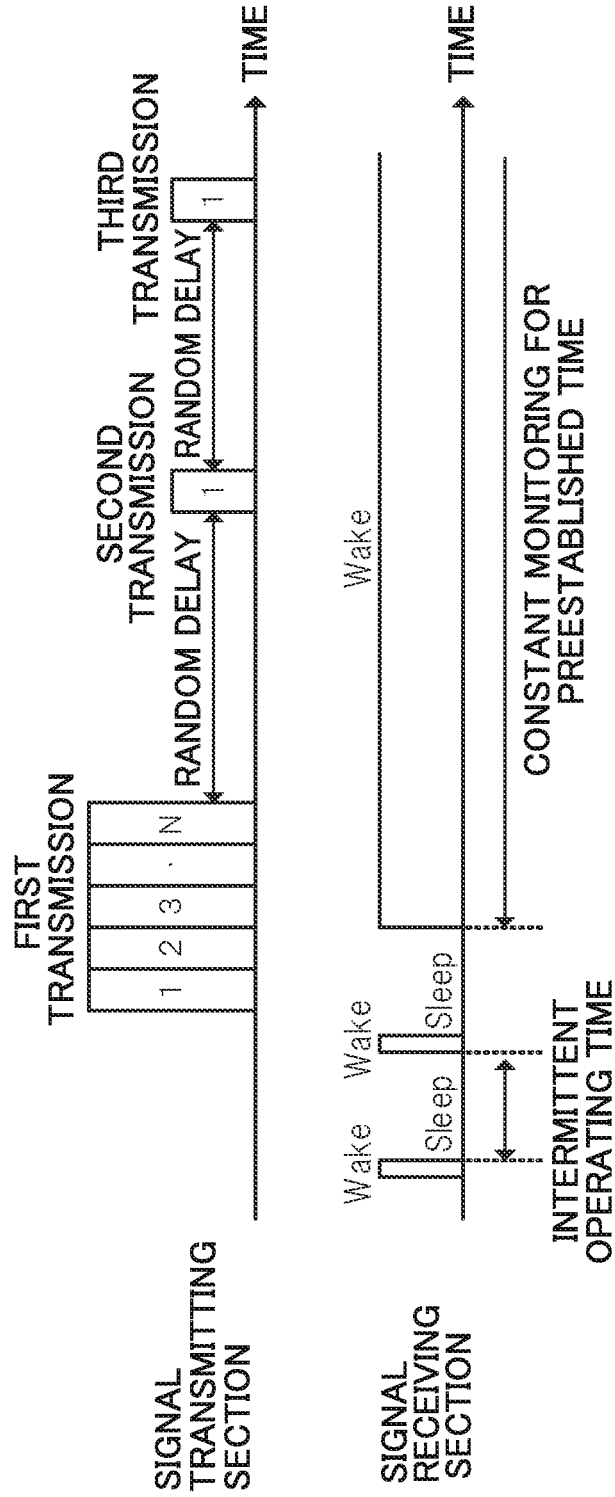 SIGNAL
TRANSMITTING
SECTION
FIRST
TRANSMISSION
1 2 3 . N
RANDOM DELAY
SECOND
TRANSMISSION
1
RANDOM DELAY
THIRD
TRANSMISSION
1
TIME
SIGNAL
RECEIVING
SECTION
Wake
Sleep
Wake
Sleep
Wake
TIME
INTERMITTENT
OPERATING TIME
CONSTANT MONITORING FOR
PREESTABLISHED TIME